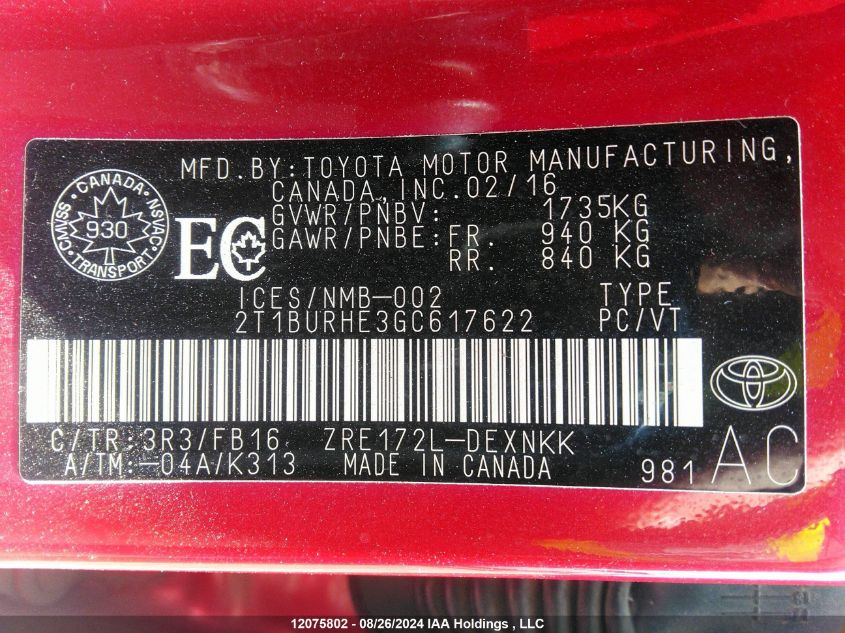 MFD.BY:TOYOTA MOTOR MANUFACTURING,
CANADA,INC.02/16
GVWR/PNBV: 1735KG
GAWR/PNBE:FR. 940 KG
RR. 840 KG
CANADA
CMVSS 930 NSVAC
TRANSPORT
EC
ICES/NMB-002 TYPE
2T1BURHE3GC617622 PC/VT
C/TR:3R3/FB16 ZRE172L-DEXNKK
A/TM:-04A/K313 MADE IN CANADA 981 AC
12075802 - 08/26/2024 IAA Holdings , LLC